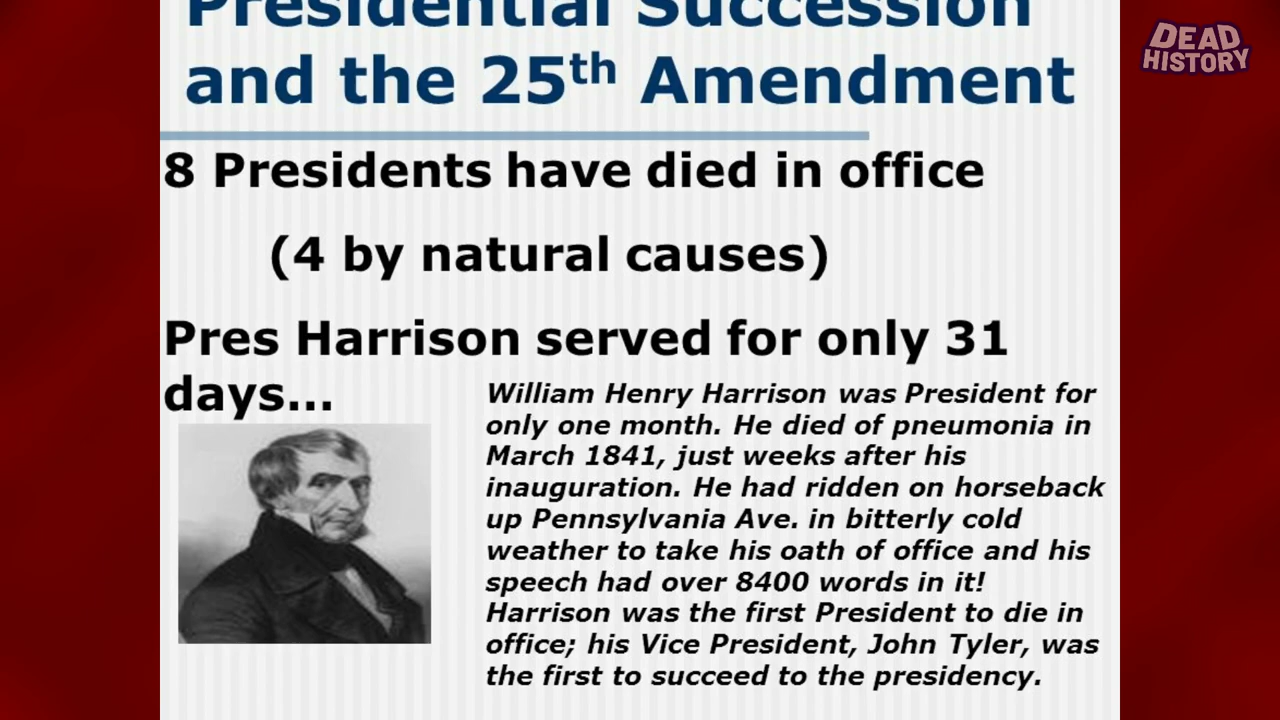 Presidential Succession
and the 25th Amendment
DEAD
HISTORY
8 Presidents have died in office
(4 by natural causes)
Pres Harrison served for only 31
days...
William Henry Harrison was President for
only one month. He died of pneumonia in
March 1841, just weeks after his
inauguration. He had ridden on horseback
up Pennsylvania Ave. in bitterly cold
weather to take his oath of office and his
speech had over 8400 words in it!
Harrison was the first President to die in
office; his Vice President, John Tyler, was
the first to succeed to the presidency.